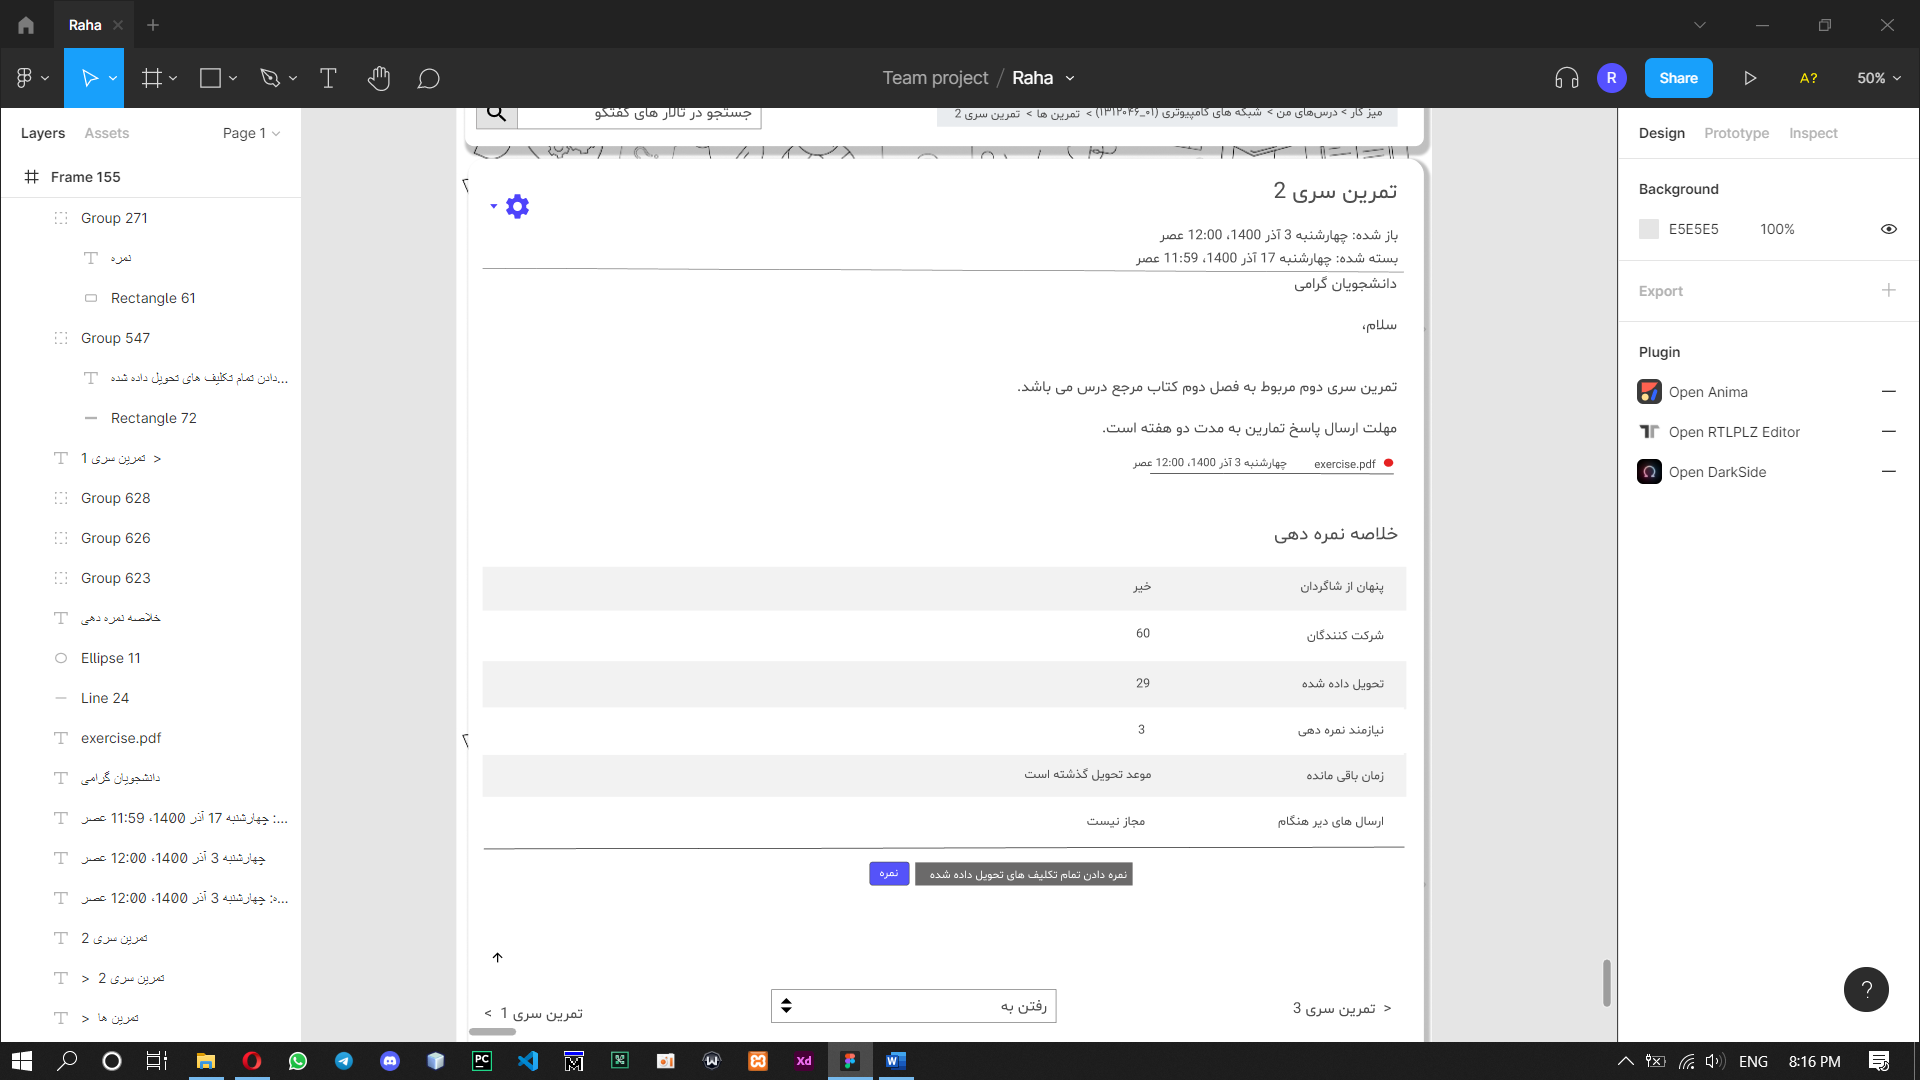 Raha
Team project / Raha
R
Share
A?
50%
Layers
Assets
Page 1
Frame 155
Group 271
نمره
Rectangle 61
Group 547
...دادن تمام تکلیف های تحویل داده شده
Rectangle 72
تمرین سری 1 >
Group 628
Group 626
Group 623
خلاصه نمره دهی
Ellipse 11
Line 24
exercise.pdf
دانشجویان گرامی
...: چهارشنبه 17 آذر 1400، 11:59 عصر
چهارشنبه 3 آذر 1400، 12:00 عصر
...ه: چهارشنبه 3 آذر 1400، 12:00 عصر
تمرین سری 2
> تمرین سری 2
> تمرین ها
جستجو در تالار های گفتگو
میز کار > درس‌های من > شبکه های کامپیوتری (01_1312046) > تمرین ها > تمرین سری 2
تمرین سری 2
باز شده: چهارشنبه 3 آذر 1400، 12:00 عصر
بسته شده: چهارشنبه 17 آذر 1400، 11:59 عصر
دانشجویان گرامی
سلام،
تمرین سری دوم مربوط به فصل دوم کتاب مرجع درس می باشد.
مهلت ارسال پاسخ تمارین به مدت دو هفته است.
exercise.pdf چهارشنبه 3 آذر 1400، 12:00 عصر
خلاصه نمره دهی
پنهان از شاگردان خیر
شرکت کنندگان 60
تحویل داده شده 29
نیازمند نمره دهی 3
زمان باقی مانده موعد تحویل گذشته است
ارسال های دیر هنگام مجاز نیست
نمره دادن تمام تکلیف های تحویل داده شده
نمره
> تمرین سری 3
رفتن به
تمرین سری 1 >
Design
Prototype
Inspect
Background
E5E5E5 100%
Export
Plugin
Open Anima
Open RTLPLZ Editor
Open DarkSide
?
ENG
8:16 PM